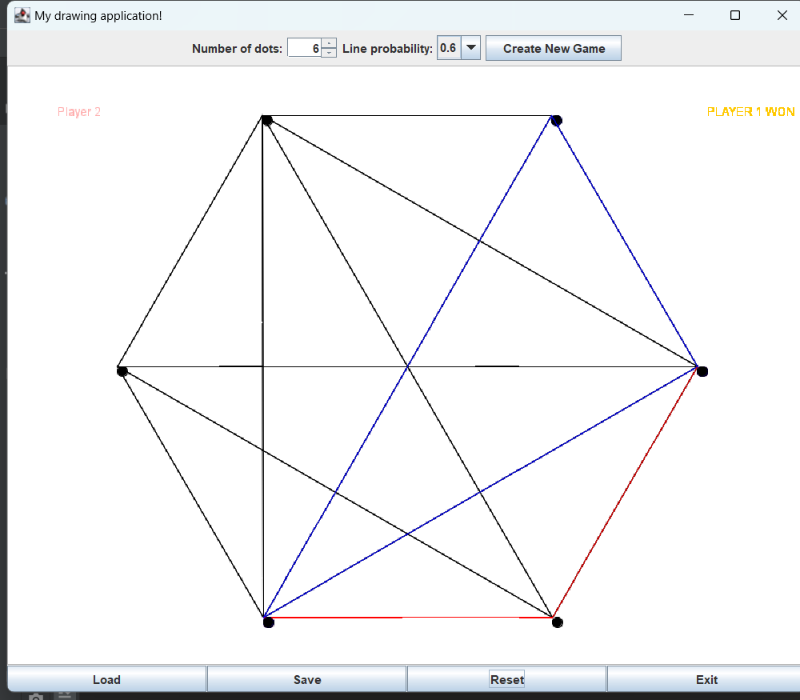 My drawing application!
Number of dots: 6 Line probability: 0.6 Create New Game
Player 2 PLAYER 1 WON
Load Save Reset Exit